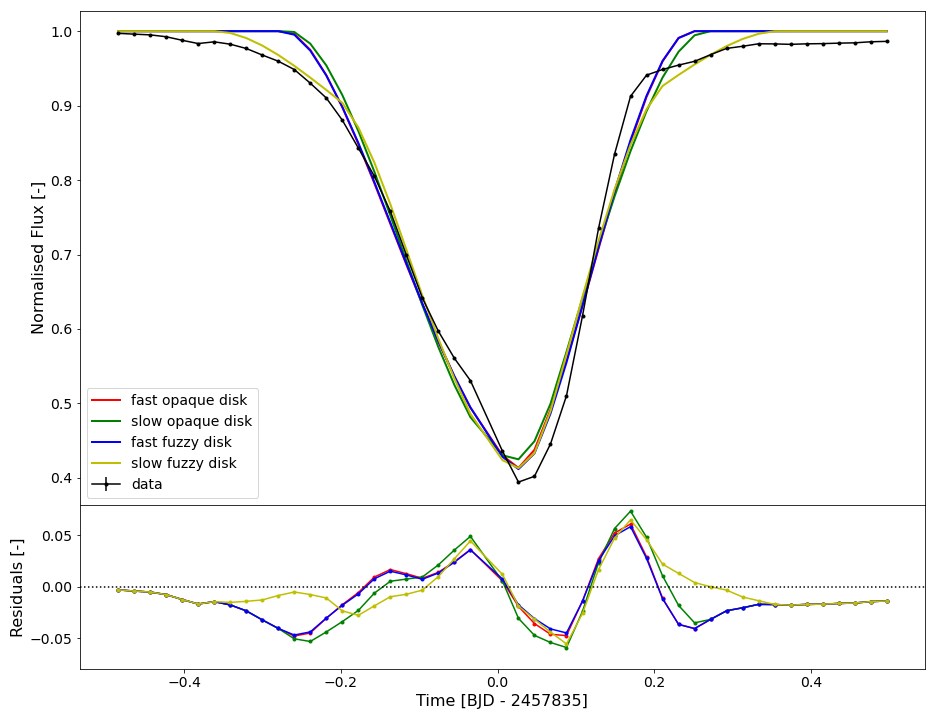 Normalised Flux [-]
1.0
0.9
0.8
0.7
0.6
0.5
0.4
fast opaque disk
slow opaque disk
fast fuzzy disk
slow fuzzy disk
data
Residuals [-]
0.05
0.00
−0.05
−0.4
−0.2
0.0
0.2
0.4
Time [BJD - 2457835]